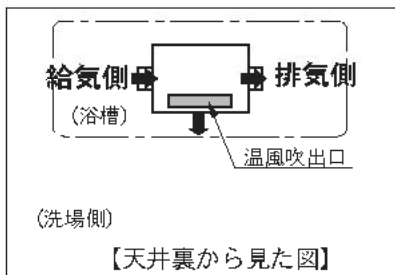 給気側 排気側
(浴槽)
温風吹出口
(洗場側)
【天井裏から見た図】